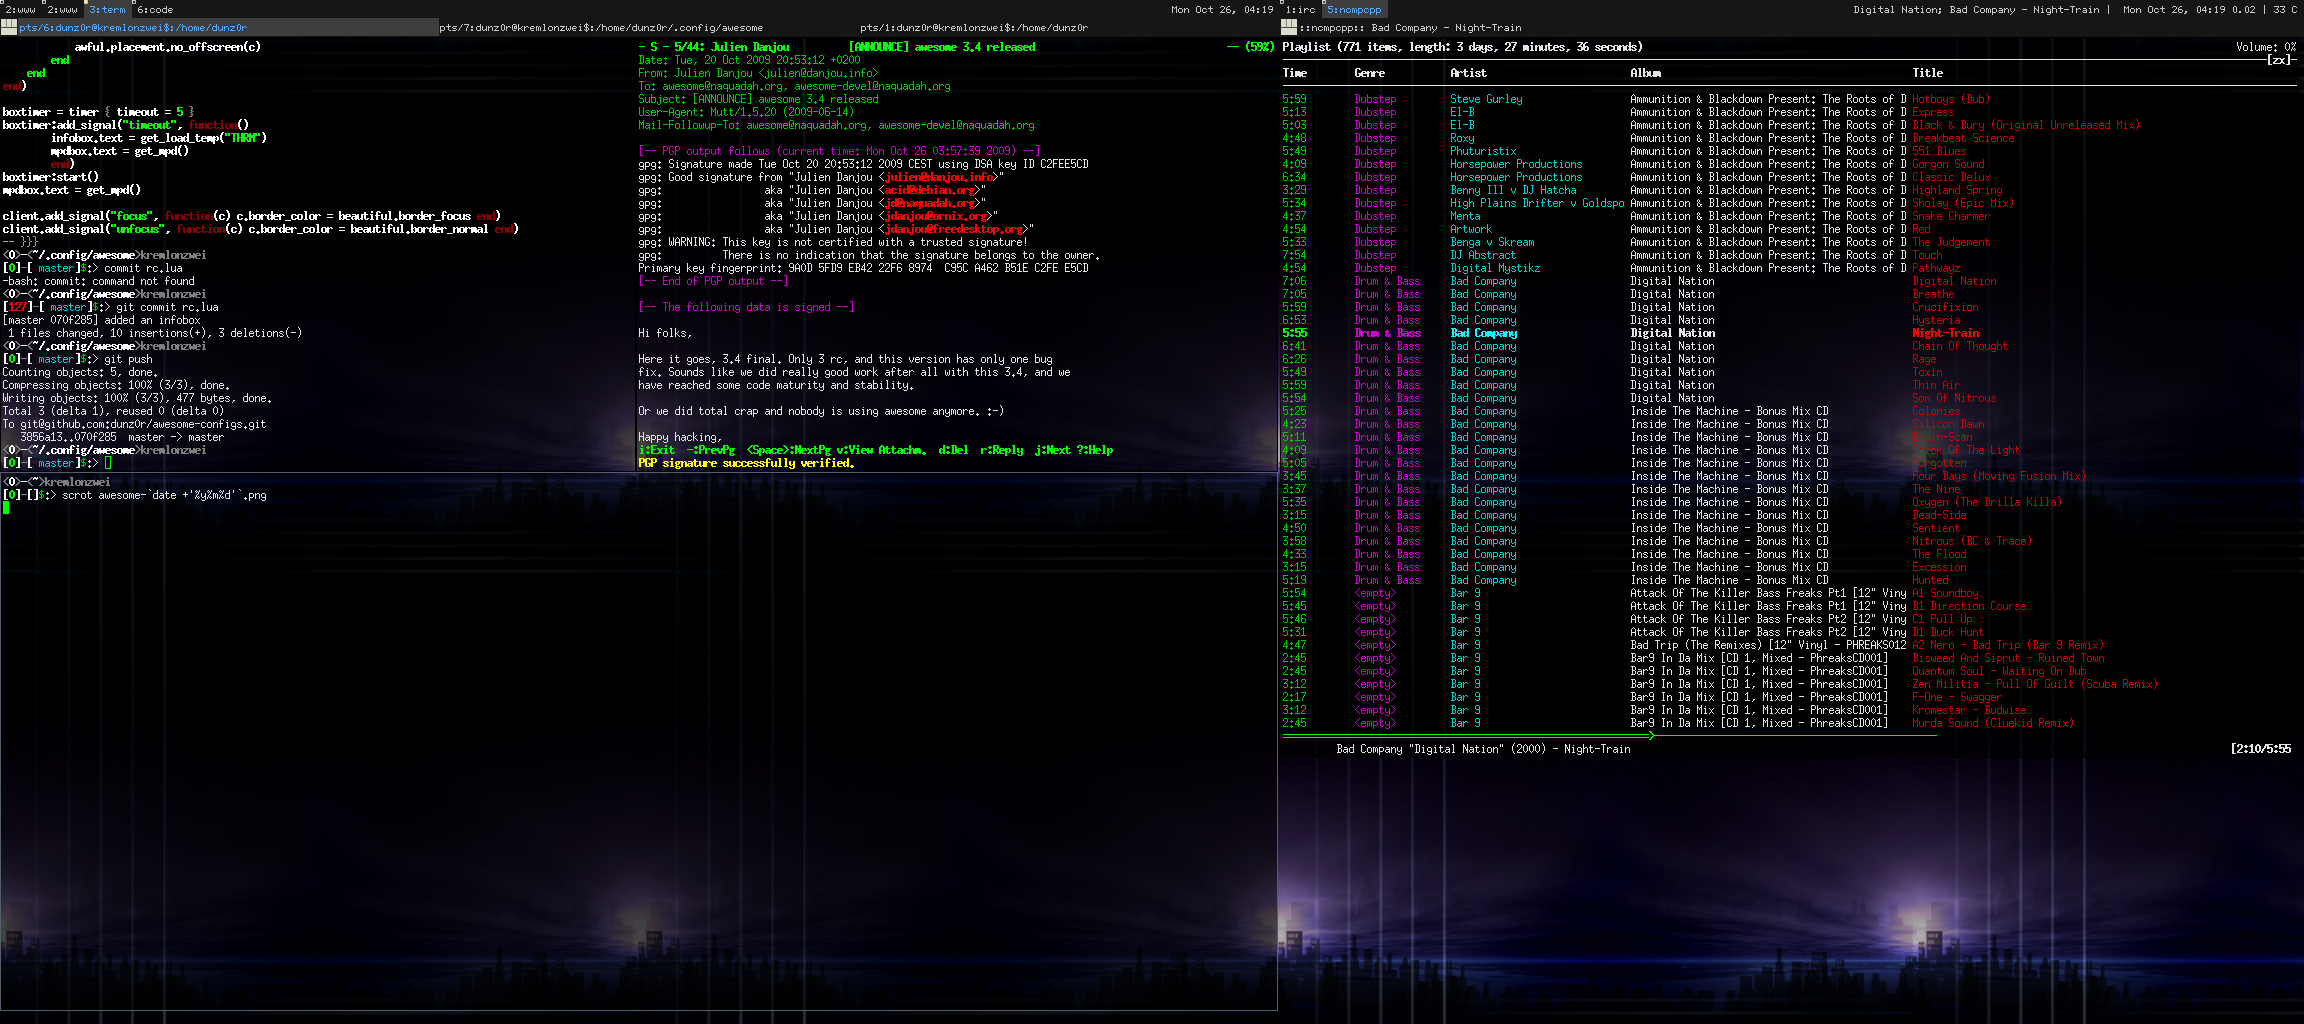 2:www 2:www 3:term 6:code
Mon Oct 26, 04:19
pts/6:dunz0r@kremlonzwei$:/home/dunz0r
pts/7:dunz0r@kremlonzwei$:/home/dunz0r/.config/awesome
pts/1:dunz0r@kremlonzwei$:/home/dunz0r
awful.placement.no_offscreen(c)
end
end
end)
boxtimer = timer { timeout = 5 }
boxtimer:add_signal("timeout", function()
infobox.text = get_load_temp("THRM")
mpdbox.text = get_mpd()
end)
boxtimer:start()
mpdbox.text = get_mpd()
client.add_signal("focus", function(c) c.border_color = beautiful.border_focus end)
client.add_signal("unfocus", function(c) c.border_color = beautiful.border_normal end)
-- }}}
<0>-<~/.config/awesome>kremlonzwei
[0]-[ master]$:> commit rc.lua
-bash: commit: command not found
<0>-<~/.config/awesome>kremlonzwei
[127]-[ master]$:> git commit rc.lua
[master 070f285] added an infobox
1 files changed, 10 insertions(+), 3 deletions(-)
<0>-<~/.config/awesome>kremlonzwei
[0]-[ master]$:> git push
Counting objects: 5, done.
Compressing objects: 100% (3/3), done.
Writing objects: 100% (3/3), 477 bytes, done.
Total 3 (delta 1), reused 0 (delta 0)
To git@github.com:dunz0r/awesome-configs.git
3856a13..070f285  master -> master
<0>-<~/.config/awesome>kremlonzwei
[0]-[ master]$:>
- S - 5/44: Julien Danjou [ANNOUNCE] awesome 3.4 released -- (59%)
Date: Tue, 20 Oct 2009 20:53:12 +0200
From: Julien Danjou <julien@danjou.info>
To: awesome@naquadah.org, awesome-devel@naquadah.org
Subject: [ANNOUNCE] awesome 3.4 released
User-Agent: Mutt/1.5.20 (2009-06-14)
Mail-Followup-To: awesome@naquadah.org, awesome-devel@naquadah.org
[-- PGP output follows (current time: Mon Oct 26 03:57:39 2009) --]
gpg: Signature made Tue Oct 20 20:53:12 2009 CEST using DSA key ID C2FEE5CD
gpg: Good signature from "Julien Danjou <julien@danjou.info>"
gpg: aka "Julien Danjou <acid@debian.org>"
gpg: aka "Julien Danjou <jd@naquadah.org>"
gpg: aka "Julien Danjou <jdanjou@ornix.org>"
gpg: aka "Julien Danjou <jdanjou@freedesktop.org>"
gpg: WARNING: This key is not certified with a trusted signature!
gpg: There is no indication that the signature belongs to the owner.
Primary key fingerprint: 9A0D 5FD9 EB42 22F6 8974  C95C A462 B51E C2FE E5CD
[-- End of PGP output --]
[-- The following data is signed --]
Hi folks,
Here it goes, 3.4 final. Only 3 rc, and this version has only one bug
fix. Sounds like we did really good work after all with this 3.4, and we
have reached some code maturity and stability.
Or we did total crap and nobody is using awesome anymore. :-)
Happy hacking,
i:Exit  -:PrevPg  <Space>:NextPg v:View Attachm.  d:Del  r:Reply  j:Next ?:Help
PGP signature successfully verified.
<0>-<~>kremlonzwei
[0]-[]$:> scrot awesome-`date +'%y%m%d'`.png
1:irc 5:ncmpcpp
Digital Nation; Bad Company - Night-Train | Mon Oct 26, 04:19 0.02 | 33 C
::ncmpcpp:: Bad Company - Night-Train
Playlist (771 items, length: 3 days, 27 minutes, 36 seconds) Volume: 0%
[zx]
Time Genre Artist Album Title
5:59 Dubstep Steve Gurley Ammunition & Blackdown Present: The Roots of D Hotboys (Dub)
5:13 Dubstep El-B Ammunition & Blackdown Present: The Roots of D Express
5:03 Dubstep El-B Ammunition & Blackdown Present: The Roots of D Black & Bury (Original Unreleased Mix)
4:48 Dubstep Roxy Ammunition & Blackdown Present: The Roots of D Breakbeat Science
5:49 Dubstep Phuturistix Ammunition & Blackdown Present: The Roots of D 551 Blues
4:09 Dubstep Horsepower Productions Ammunition & Blackdown Present: The Roots of D Gorgon Sound
6:34 Dubstep Horsepower Productions Ammunition & Blackdown Present: The Roots of D Classic Delux
3:29 Dubstep Benny Ill v DJ Hatcha Ammunition & Blackdown Present: The Roots of D Highland Spring
5:34 Dubstep High Plains Drifter v Goldspo Ammunition & Blackdown Present: The Roots of D Sholay (Epic Mix)
4:37 Dubstep Menta Ammunition & Blackdown Present: The Roots of D Snake Charmer
4:54 Dubstep Artwork Ammunition & Blackdown Present: The Roots of D Red
5:33 Dubstep Benga v Skream Ammunition & Blackdown Present: The Roots of D The Judgement
7:54 Dubstep DJ Abstract Ammunition & Blackdown Present: The Roots of D Touch
4:54 Dubstep Digital Mystikz Ammunition & Blackdown Present: The Roots of D Pathwayz
7:06 Drum & Bass Bad Company Digital Nation Digital Nation
7:05 Drum & Bass Bad Company Digital Nation Breathe
5:59 Drum & Bass Bad Company Digital Nation Crucifixion
6:53 Drum & Bass Bad Company Digital Nation Hysteria
5:55 Drum & Bass Bad Company Digital Nation Night-Train
6:41 Drum & Bass Bad Company Digital Nation Chain Of Thought
6:26 Drum & Bass Bad Company Digital Nation Rage
5:49 Drum & Bass Bad Company Digital Nation Toxin
5:59 Drum & Bass Bad Company Digital Nation Thin Air
5:54 Drum & Bass Bad Company Digital Nation Son Of Nitrous
5:25 Drum & Bass Bad Company Inside The Machine - Bonus Mix CD Colonies
4:23 Drum & Bass Bad Company Inside The Machine - Bonus Mix CD Silicon Dawn
5:11 Drum & Bass Bad Company Inside The Machine - Bonus Mix CD Brain-Scan
4:09 Drum & Bass Bad Company Inside The Machine - Bonus Mix CD Of The Light
5:05 Drum & Bass Bad Company Inside The Machine - Bonus Mix CD Forgotten
3:45 Drum & Bass Bad Company Inside The Machine - Bonus Mix CD Four Days (Moving Fusion Mix)
3:37 Drum & Bass Bad Company Inside The Machine - Bonus Mix CD The Nine
5:35 Drum & Bass Bad Company Inside The Machine - Bonus Mix CD Oxygen (The Drilla Killa)
3:15 Drum & Bass Bad Company Inside The Machine - Bonus Mix CD Dead-Side
4:50 Drum & Bass Bad Company Inside The Machine - Bonus Mix CD Sentient
3:58 Drum & Bass Bad Company Inside The Machine - Bonus Mix CD Nitrous (BC & Trace)
4:33 Drum & Bass Bad Company Inside The Machine - Bonus Mix CD The Flood
3:15 Drum & Bass Bad Company Inside The Machine - Bonus Mix CD Excession
5:19 Drum & Bass Bad Company Inside The Machine - Bonus Mix CD Hunted
5:54 <empty> Bar 9 Attack Of The Killer Bass Freaks Pt1 [12" Viny A1 Soundboy
5:45 <empty> Bar 9 Attack Of The Killer Bass Freaks Pt1 [12" Viny B1 Direction Course
5:46 <empty> Bar 9 Attack Of The Killer Bass Freaks Pt2 [12" Viny C1 Pull Up
5:31 <empty> Bar 9 Attack Of The Killer Bass Freaks Pt2 [12" Viny D1 Duck Hunt
4:47 <empty> Bar 9 Bad Trip (The Remixes) [12" Vinyl - PHREAKS012 A2 Nero - Bad Trip (Bar 9 Remix)
2:45 <empty> Bar 9 Bar9 In Da Mix [CD 1, Mixed - PhreaksCD001] Bisweed And Siprut - Ruined Town
2:45 <empty> Bar 9 Bar9 In Da Mix [CD 1, Mixed - PhreaksCD001] Quantum Soul - Waiting On Dub
3:12 <empty> Bar 9 Bar9 In Da Mix [CD 1, Mixed - PhreaksCD001] Zen Militia - Pull Of Guilt (Scuba Remix)
2:17 <empty> Bar 9 Bar9 In Da Mix [CD 1, Mixed - PhreaksCD001] F-One - Swagger
3:12 <empty> Bar 9 Bar9 In Da Mix [CD 1, Mixed - PhreaksCD001] Kromestar - Budwise
2:45 <empty> Bar 9 Bar9 In Da Mix [CD 1, Mixed - PhreaksCD001] Murda Sound (Cluekid Remix)
Bad Company "Digital Nation" (2000) - Night-Train [2:10/5:55